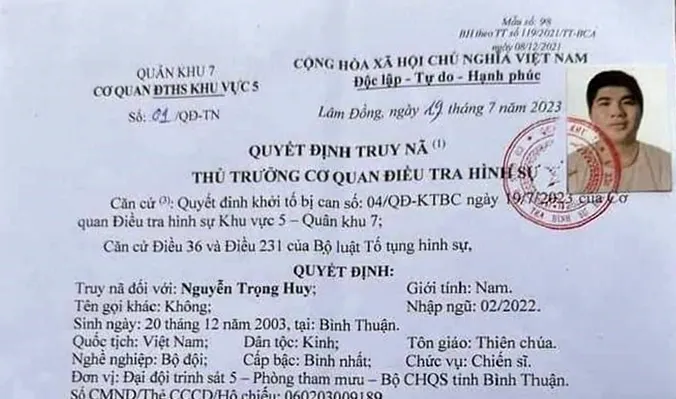 Mẫu số: 98
BH theo TT số 119/2021/TT-BCA
ngày 08/12/2021
QUÂN KHU 7
CƠ QUAN ĐTHS KHU VỰC 5
Số: 01/QĐ-TN
CỘNG HÒA XÃ HỘI CHỦ NGHĨA VIỆT NAM
Độc lập - Tự do - Hạnh phúc
Lâm Đồng, ngày 19 tháng 7 năm 2023
QUYẾT ĐỊNH TRUY NÃ (1)
THỦ TRƯỞNG CƠ QUAN ĐIỀU TRA HÌNH SỰ
Căn cứ (3): Quyết đinh khởi tố bị can số: 04/QĐ-KTBC ngày 19/7/2023 của Cơ
quan Điều tra hình sự Khu vực 5 – Quân khu 7;
Căn cứ Điều 36 và Điều 231 của Bộ luật Tố tụng hình sự,
QUYẾT ĐỊNH:
Truy nã đối với: Nguyễn Trọng Huy; Giới tính: Nam.
Tên gọi khác: Không; Nhập ngũ: 02/2022.
Sinh ngày: 20 tháng 12 năm 2003, tại: Bình Thuận.
Quốc tịch: Việt Nam; Dân tộc: Kinh; Tôn giáo: Thiên chúa.
Nghề nghiệp: Bộ đội; Cấp bậc: Binh nhất; Chức vụ: Chiến sĩ.
Đơn vị: Đại đội trinh sát 5 – Phòng tham mưu – Bộ CHQS tỉnh Bình Thuận.
Số CMND/Thẻ CCCD/Hộ chiếu: 060203009189